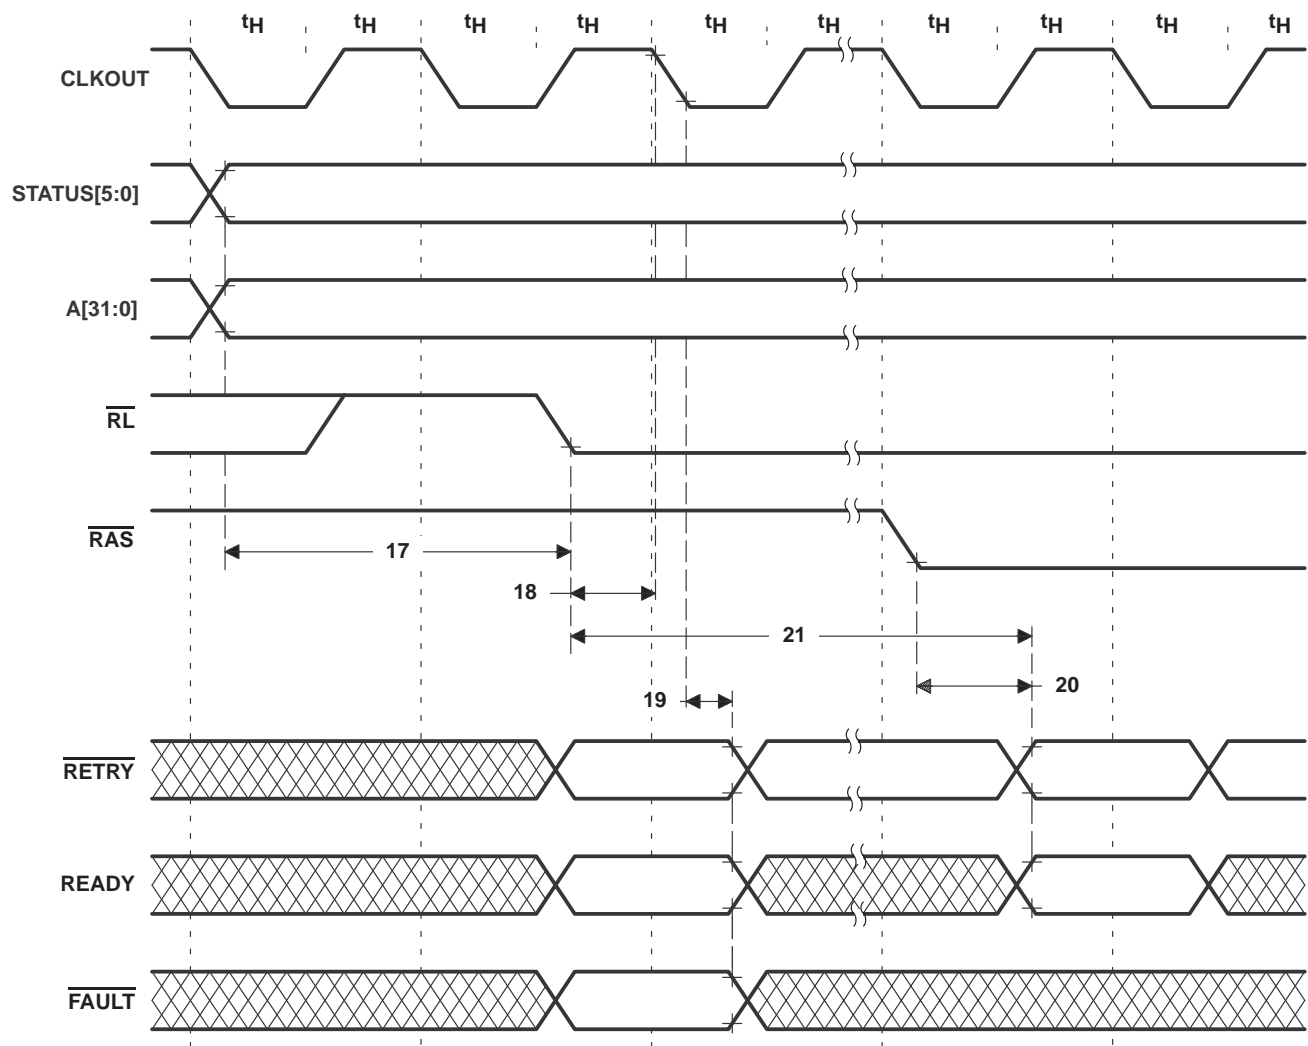 tH tH tH tH tH tH tH tH tH tH
CLKOUT
STATUS[5:0]
A[31:0]
RL
RAS
17
18
21
19
20
RETRY
READY
FAULT